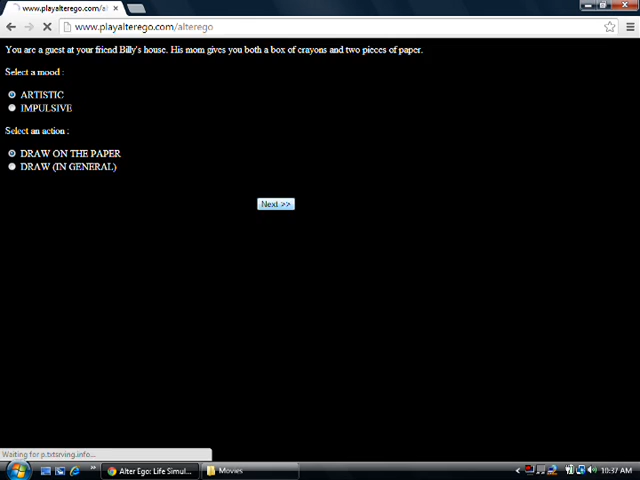 www.playalterego.com/al
www.playalterego.com/alterego
You are a guest at your friend Billy's house. His mom gives you both a box of crayons and two pieces of paper.
Select a mood :
ARTISTIC
IMPULSIVE
Select an action :
DRAW ON THE PAPER
DRAW (IN GENERAL)
Next >>
Waiting for p.txtsrving.info...
Alter Ego: Life Simul...
Movies
10:37 AM